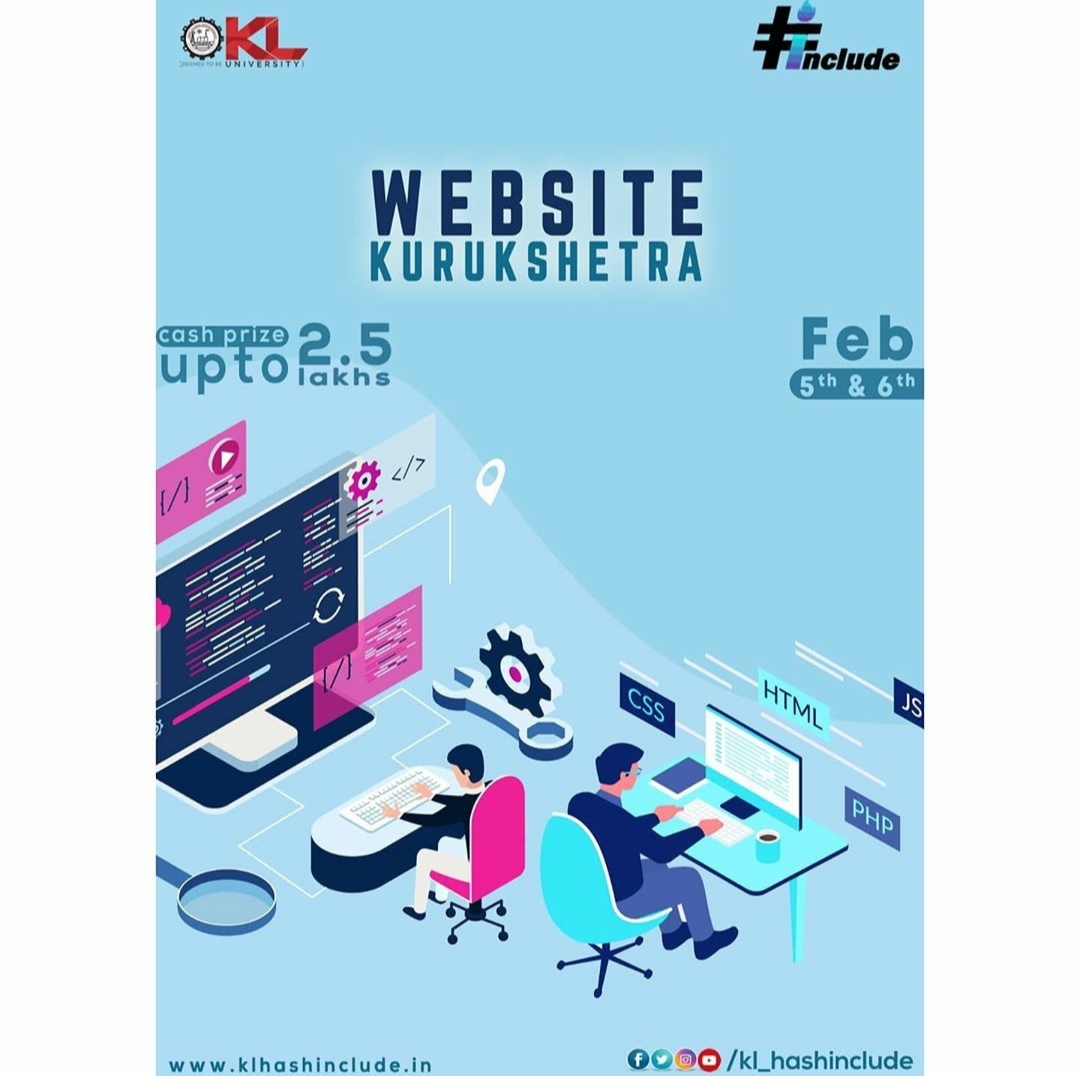 KL
[DEEMED TO BE UNIVERSITY]
#include
WEBSITE
KURUKSHETRA
cash prize
upto 2.5
lakhs
Feb
5th & 6th
{/}
</>
{/}
CSS
HTML
JS
PHP
www.klhashinclude.in
/kl_hashinclude